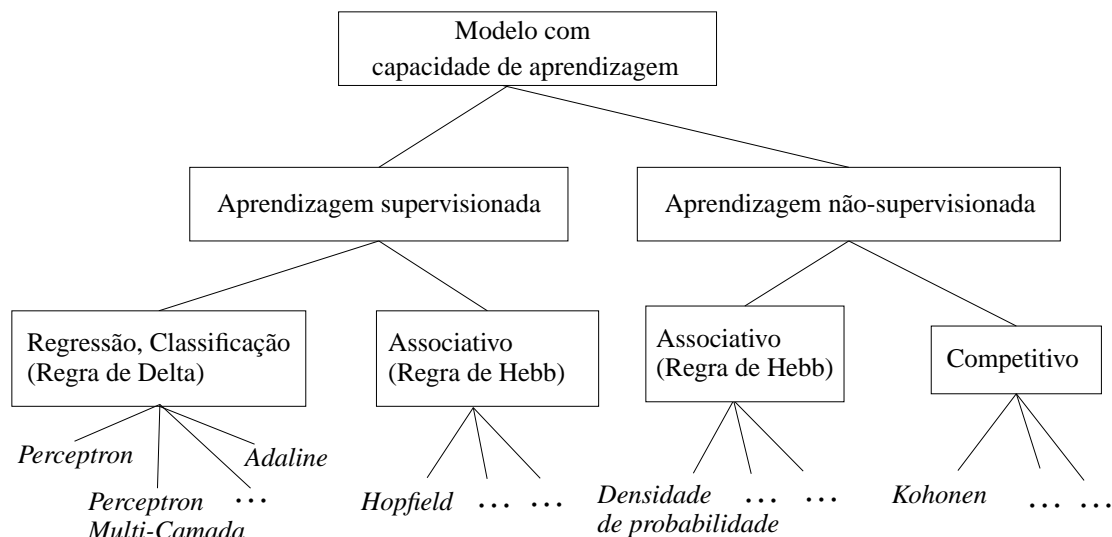 Modelo com
capacidade de aprendizagem
Aprendizagem supervisionada
Aprendizagem não-supervisionada
Regressão, Classificação
(Regra de Delta)
Associativo
(Regra de Hebb)
Associativo
(Regra de Hebb)
Competitivo
Perceptron
Adaline
Perceptron
Multi-Camada
...
Hopfield
... ...
Densidade
de probabilidade
... ...
Kohonen
... ...